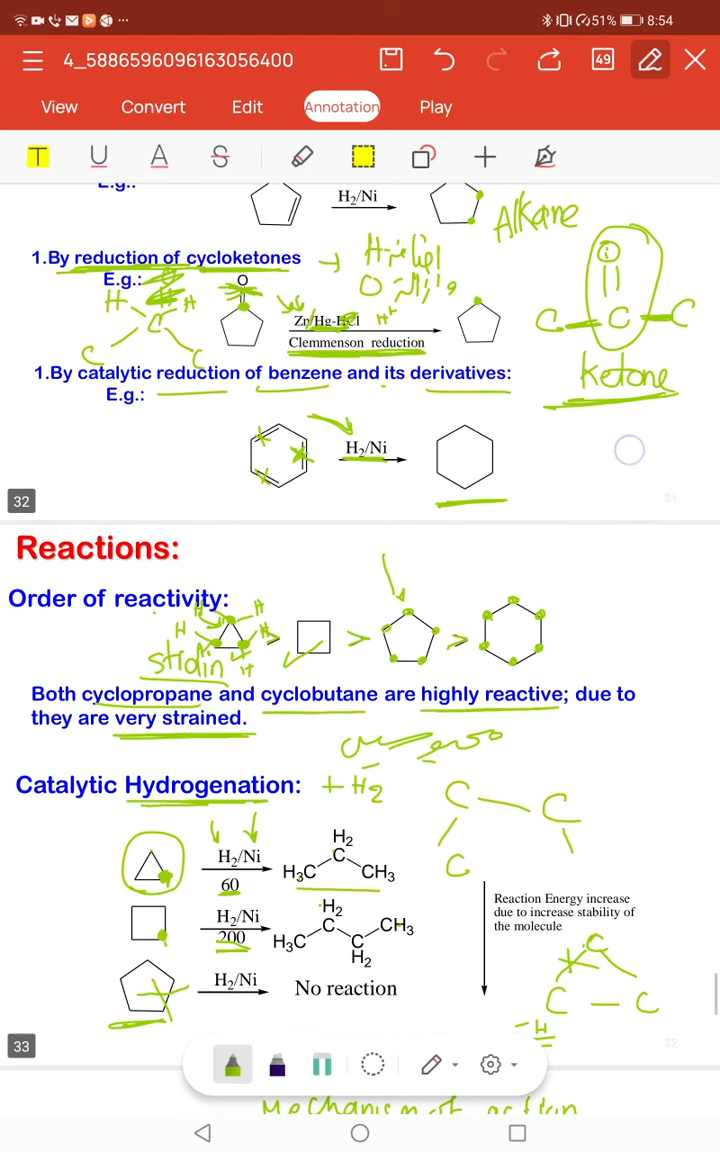 51% 8:54
4_5886596096163056400
49
View Convert Edit Annotation Play
T U A S
E.g.:
H₂/Ni
Alkane
1.By reduction of cycloketones
E.g.:
H H
C
C C
O
Zn/Hg-HCl H⁺
Clemmenson reduction
C C C
ketone
1.By catalytic reduction of benzene and its derivatives:
E.g.:
H₂/Ni
32
31
Reactions:
Order of reactivity:
H H H H H H
> > >
strain
Both cyclopropane and cyclobutane are highly reactive; due to
they are very strained.
Catalytic Hydrogenation: + H₂
C C
C
H₂/Ni
60
H₂
C
H₃C CH₃
H₂/Ni
200
H₂
C CH₃
H₃C C
H₂
Reaction Energy increase
due to increase stability of
the molecule
C
C C
-H
H₂/Ni
No reaction
33
32
Mechanism of action